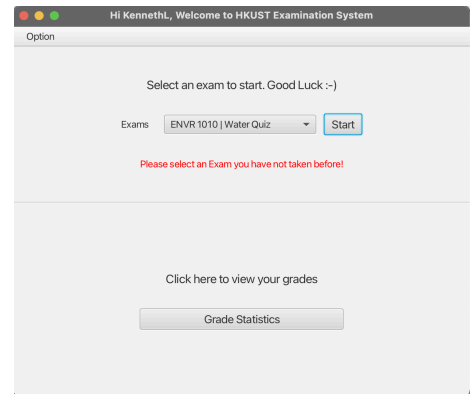 Hi KennethL, Welcome to HKUST Examination System
Option
Select an exam to start. Good Luck :-)
Exams ENVR 1010 | Water Quiz Start
Please select an Exam you have not taken before!
Click here to view your grades
Grade Statistics